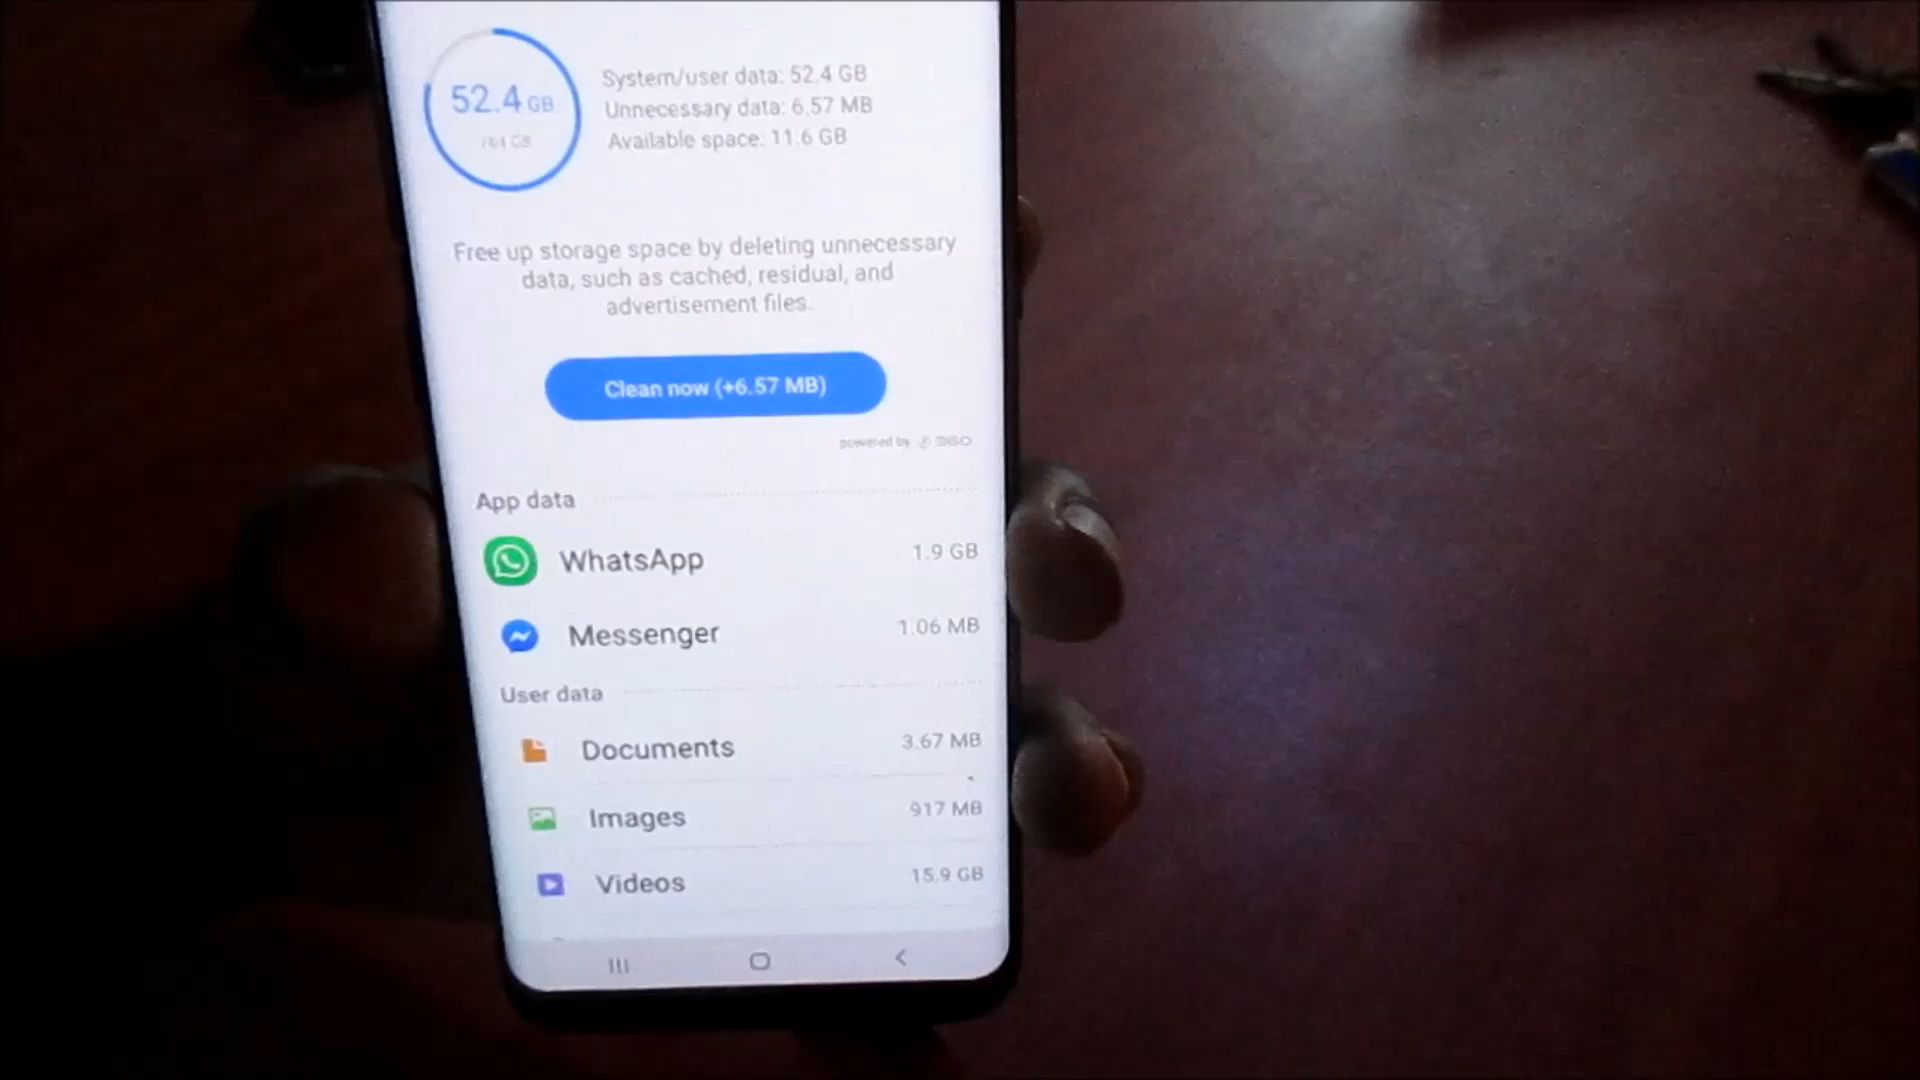 52.4 GB
System/user data: 52.4 GB
Unnecessary data: 6.57 MB
Available space: 11.6 GB
Free up storage space by deleting unnecessary
data, such as cached, residual, and
advertisement files.
Clean now (+6.57 MB)
powered by 360
App data
WhatsApp 1.9 GB
Messenger 1.06 MB
User data
Documents 3.67 MB
Images 917 MB
Videos 15.9 GB